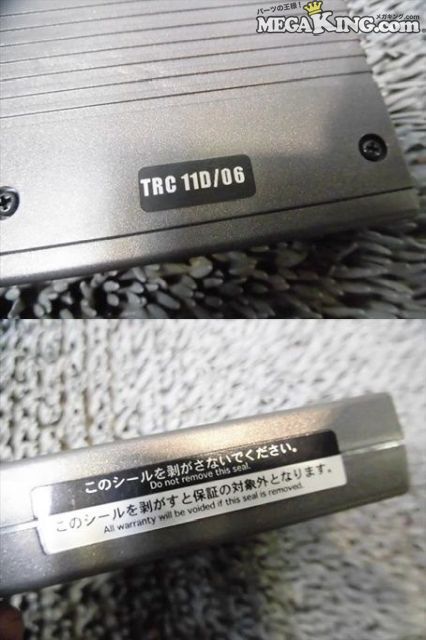 パーツの王様！
メガキング.com
MEGAKING.com
TRC 11D/06
このシールを剥がさないでください。
Do not remove this seal.
このシールを剥がすと保証の対象外となります。
All warranty will be voided if this seal is removed.